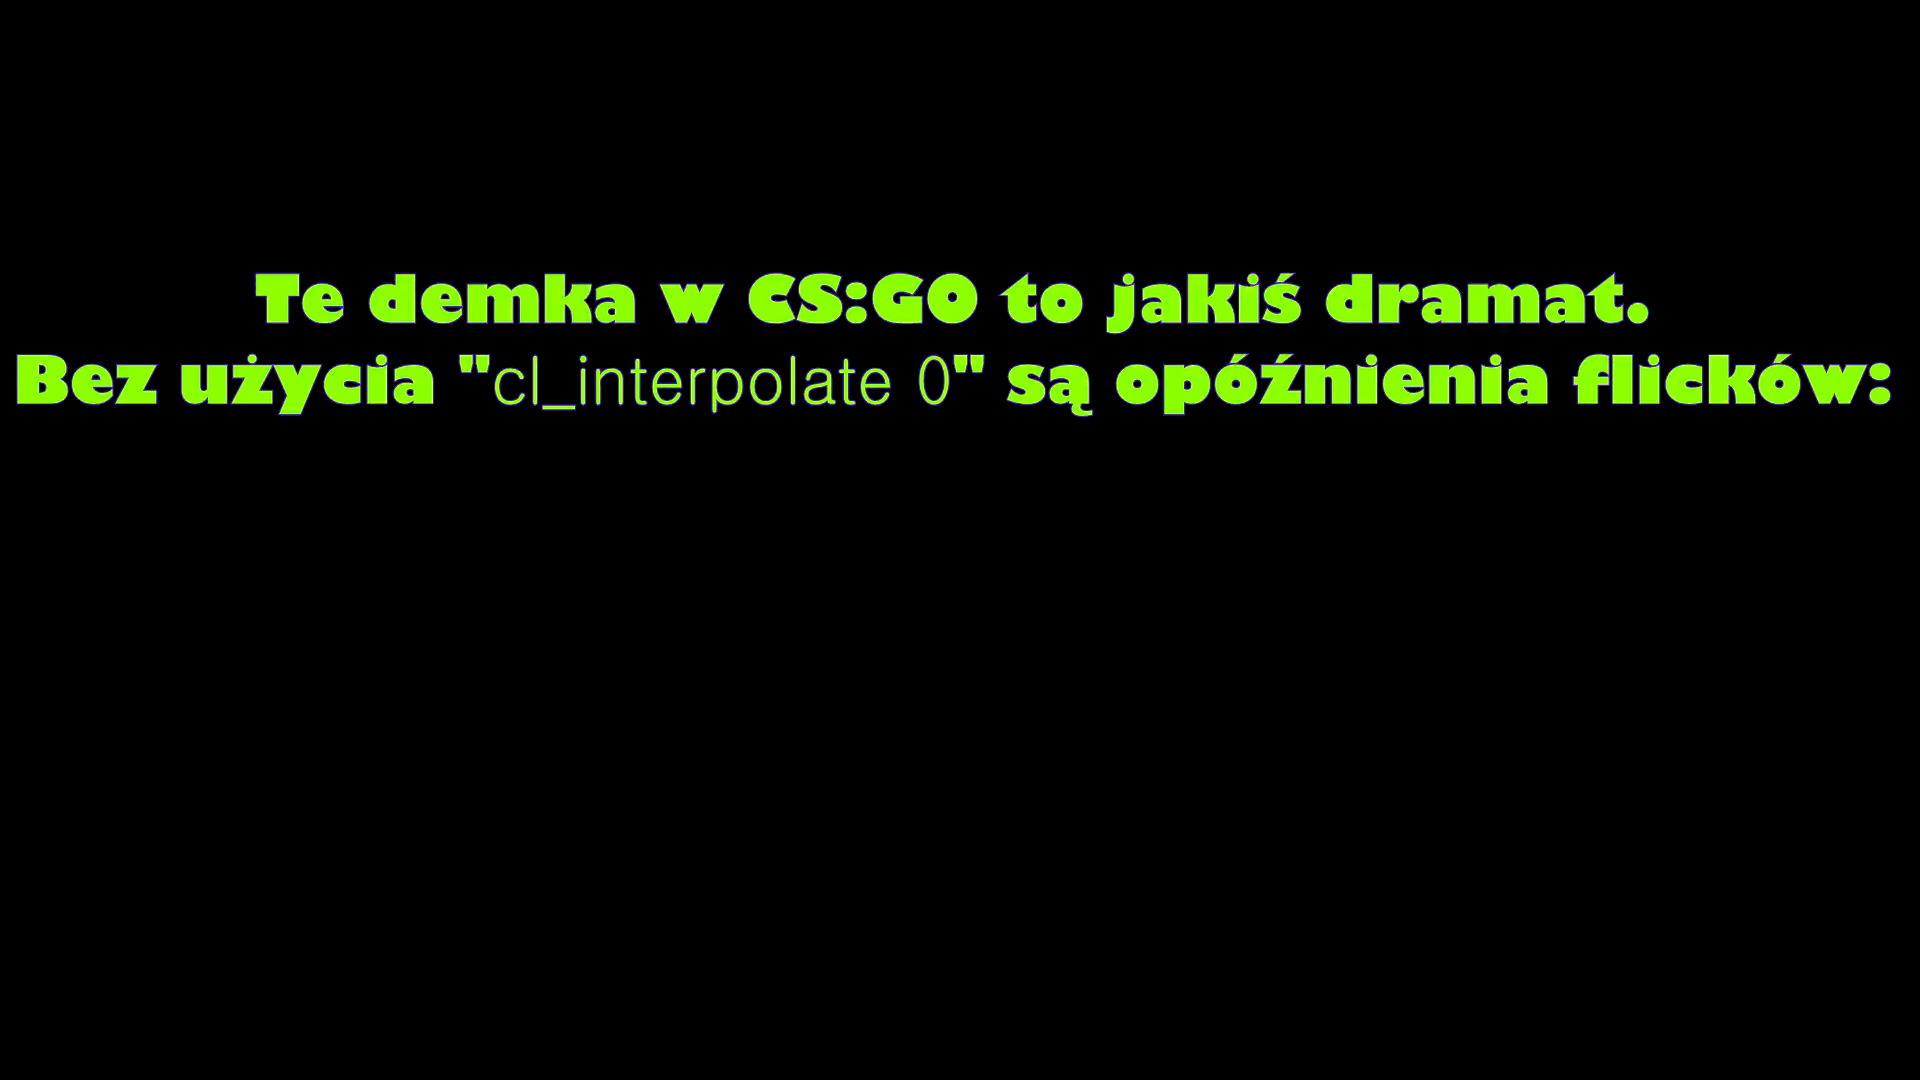 Te demka w CS:GO to jakiś dramat.
Bez użycia "cl_interpolate 0" są opóźnienia flicków: